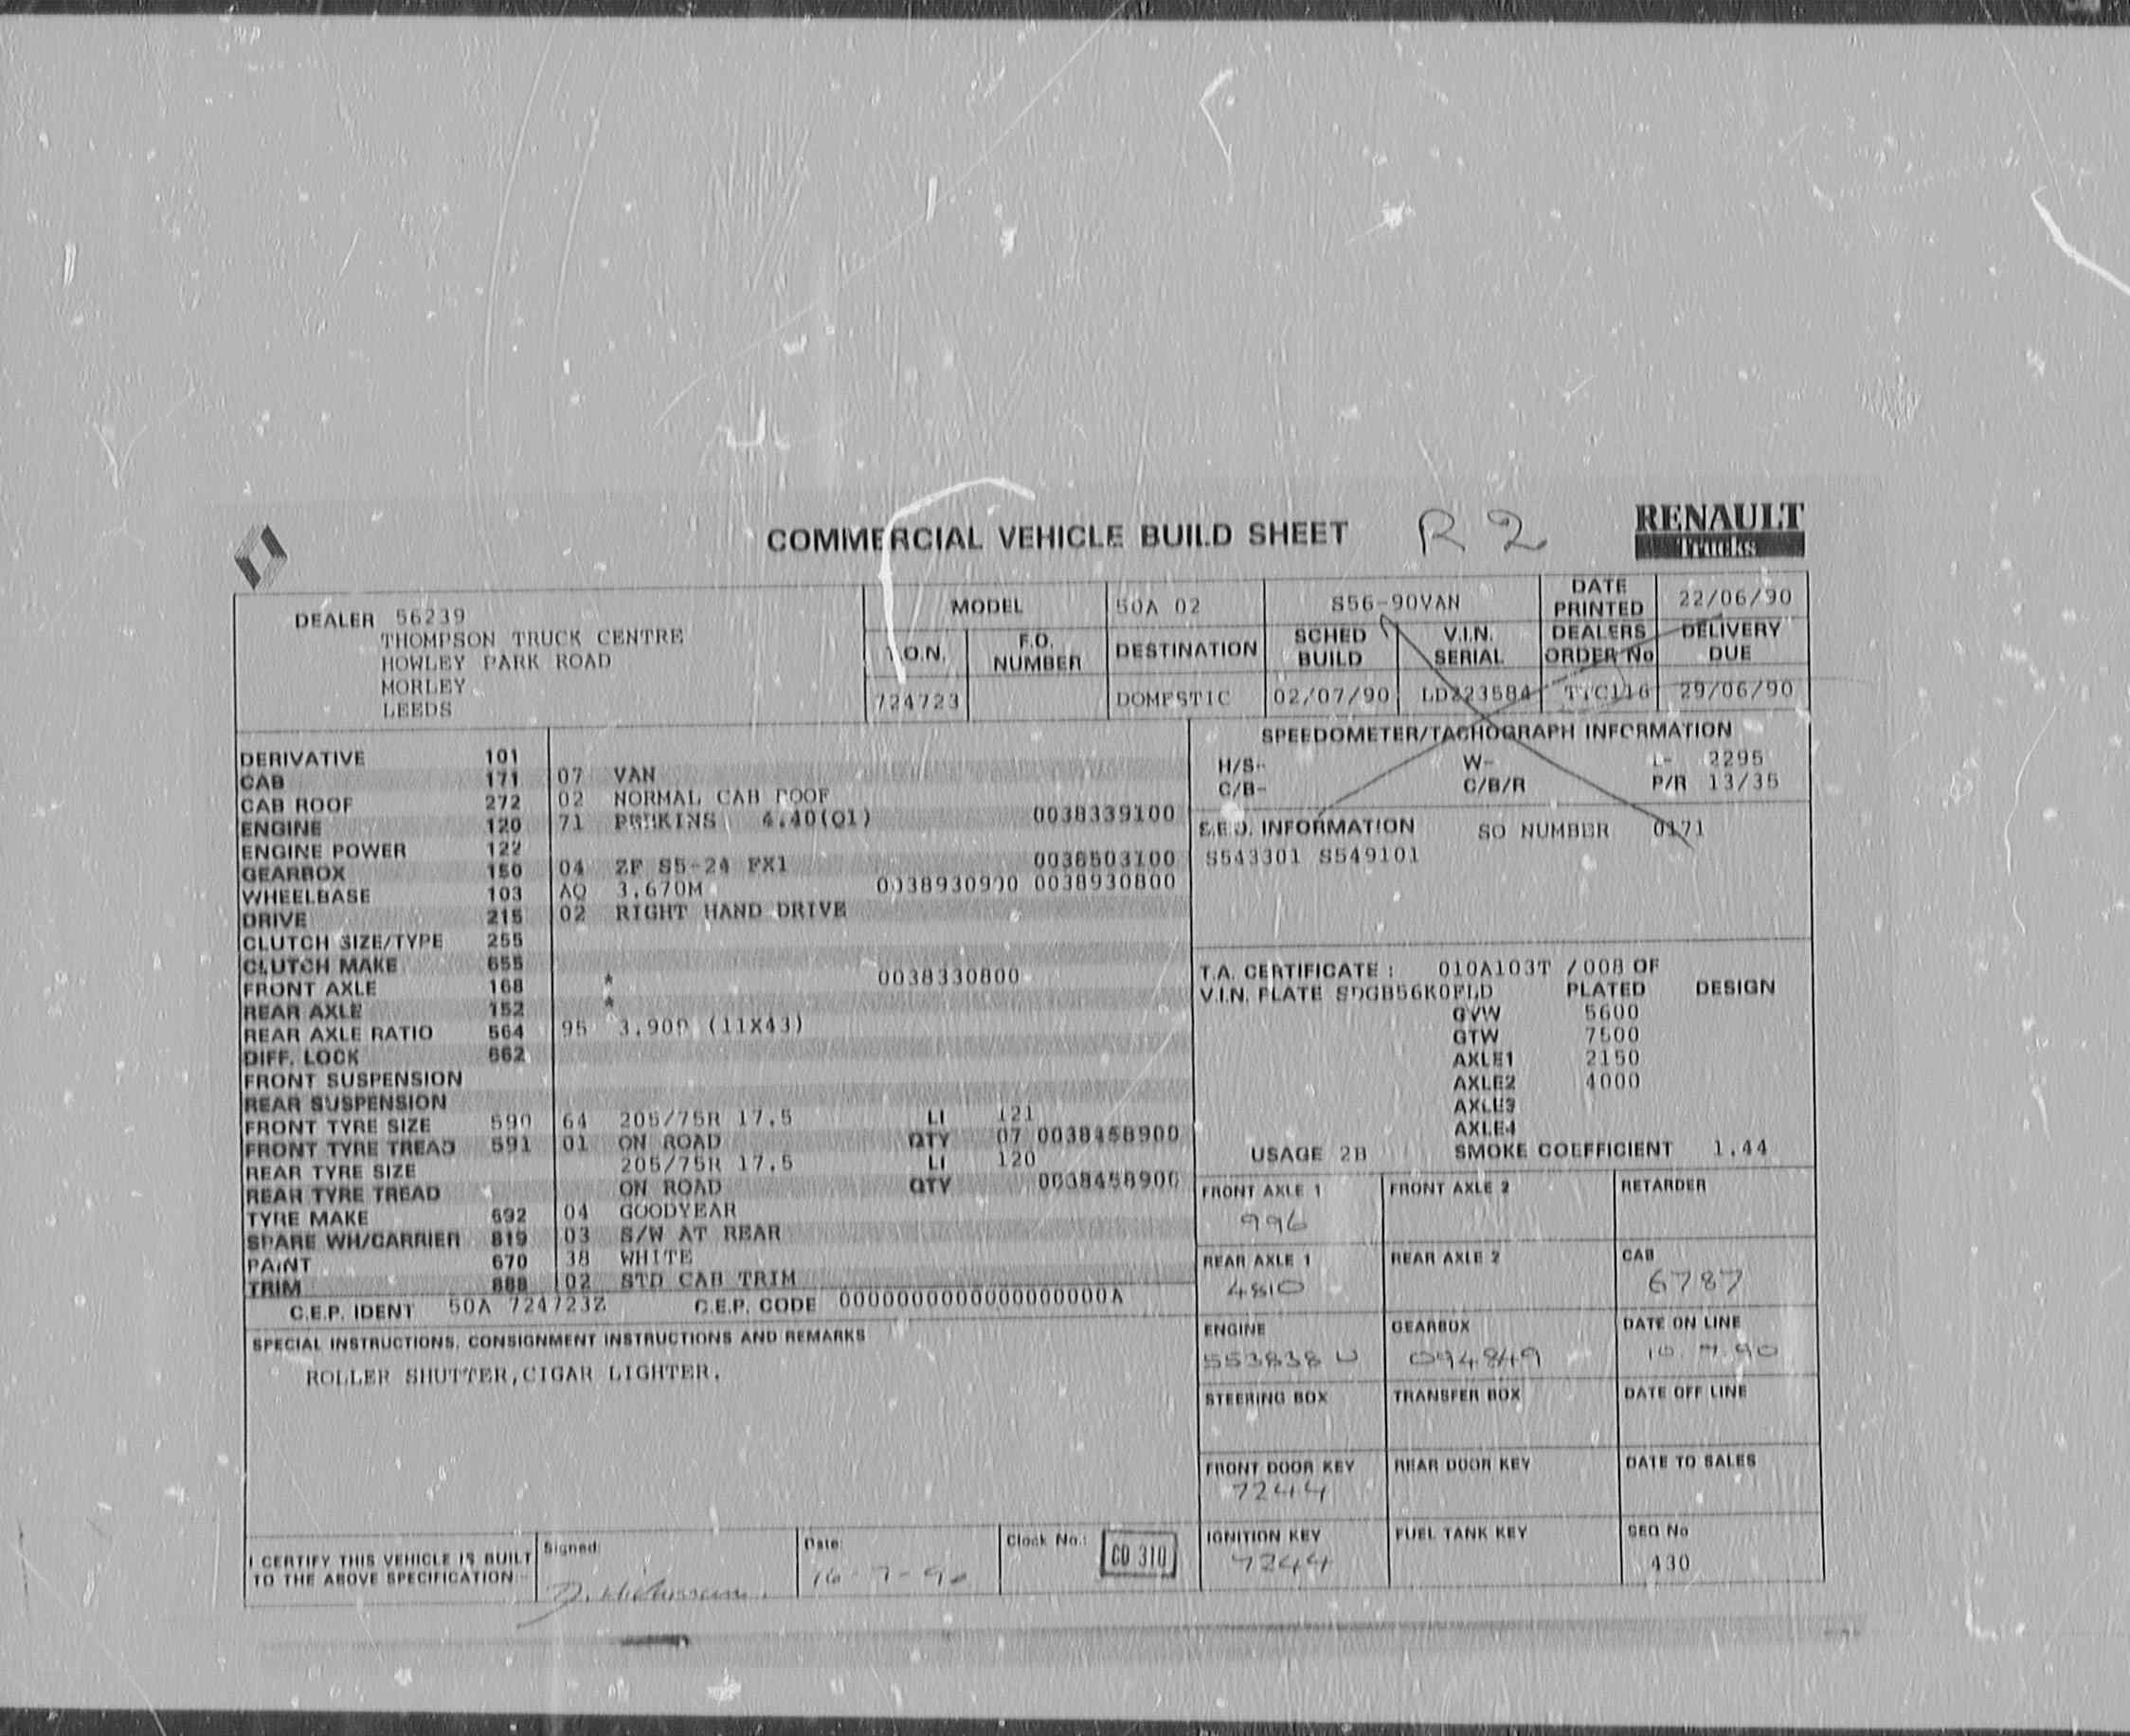 COMMERCIAL VEHICLE BUILD SHEET R2
RENAULT
Trucks
DEALER 56239
THOMPSON TRUCK CENTRE
HOWLEY PARK ROAD
MORLEY
LEEDS
MODEL 50A 02 S56-90VAN DATE PRINTED 22/06/90
O.N. F.O. NUMBER DESTINATION SCHED BUILD V.I.N. SERIAL DEALERS ORDER No DELIVERY DUE
724723 DOMESTIC 02/07/90 LD223584 TTC116 29/06/90
DERIVATIVE 101
CAB 171 07 VAN
CAB ROOF 272 02 NORMAL CAB ROOF
ENGINE 120 71 PERKINS 4.40(Q1) 0038339100
ENGINE POWER 122
GEARBOX 150 04 ZF S5-24 FX1 0038503100
WHEELBASE 103 AQ 3.670M 0038930900 0038930800
DRIVE 215 02 RIGHT HAND DRIVE
CLUTCH SIZE/TYPE 255
CLUTCH MAKE 655
FRONT AXLE 168 * 0038330800
REAR AXLE 152 *
REAR AXLE RATIO 564 95 3.909 (11X43)
DIFF. LOCK 662
FRONT SUSPENSION
REAR SUSPENSION
FRONT TYRE SIZE 590 64 205/75R 17.5 LI 121
FRONT TYRE TREAD 591 01 ON ROAD QTY 07 0038458900
REAR TYRE SIZE 205/75R 17.5 LI 120
REAR TYRE TREAD ON ROAD QTY 0038458900
TYRE MAKE 692 04 GOODYEAR
SPARE WH/CARRIER 819 03 S/W AT REAR
PAINT 670 38 WHITE
TRIM 888 02 STD CAB TRIM
C.E.P. IDENT 50A 724723Z C.E.P. CODE 0000000000000000000A
SPECIAL INSTRUCTIONS, CONSIGNMENT INSTRUCTIONS AND REMARKS
ROLLER SHUTTER,CIGAR LIGHTER.
I CERTIFY THIS VEHICLE IS BUILT
TO THE ABOVE SPECIFICATION
Signed:
Date: 16-7-90
Clock No.: CD 310
SPEEDOMETER/TACHOGRAPH INFORMATION
H/S- W- L- 2295
C/B- C/B/R P/R 13/35
S.E.O. INFORMATION SO NUMBER 0171
S543301 S549101
T.A. CERTIFICATE : 010A103T /008 OF
V.I.N. PLATE SDGB56K0FLD PLATED DESIGN
GVW 5600
GTW 7500
AXLE1 2150
AXLE2 4000
AXLE3
AXLE4
USAGE 2B SMOKE COEFFICIENT 1.44
FRONT AXLE 1 FRONT AXLE 2 RETARDER
996
REAR AXLE 1 REAR AXLE 2 CAB
4810 6787
ENGINE GEARBOX DATE ON LINE
553838 U 094849 10.7.90
STEERING BOX TRANSFER BOX DATE OFF LINE
FRONT DOOR KEY REAR DOOR KEY DATE TO SALES
7244
IGNITION KEY FUEL TANK KEY SEQ No
7244 430